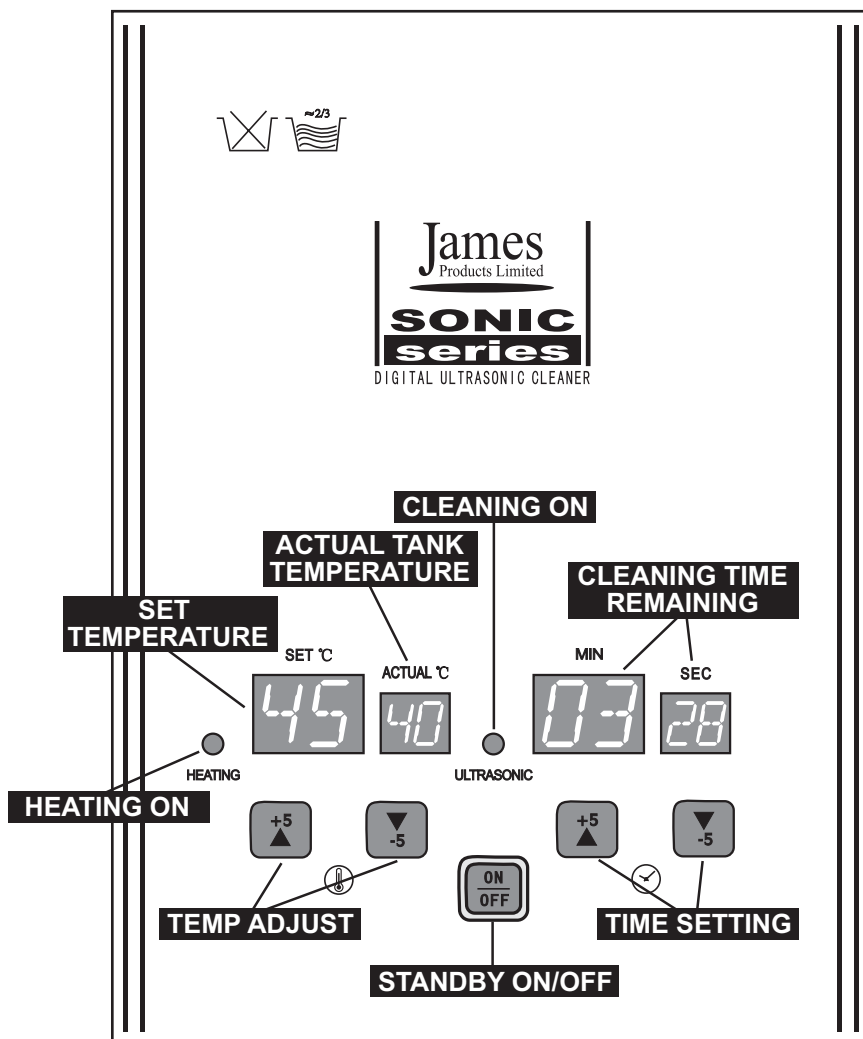 ≈2/3
James
Products Limited
SONIC
series
DIGITAL ULTRASONIC CLEANER
CLEANING ON
ACTUAL TANK
TEMPERATURE
CLEANING TIME
REMAINING
SET
TEMPERATURE
SET ℃
ACTUAL ℃
MIN
SEC
45
40
03
28
HEATING
ULTRASONIC
HEATING ON
+5
-5
+5
-5
ON
OFF
TEMP ADJUST
TIME SETTING
STANDBY ON/OFF